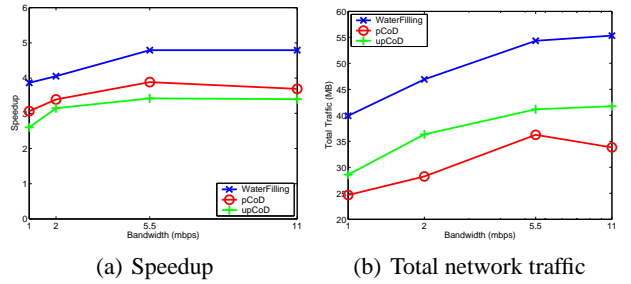 6
5
4
3
2
1
0
Speedup
WaterFilling
pCoD
upCoD
1
2
5.5
11
Bandwidth (mbps)
(a) Speedup
60
55
50
45
40
35
30
25
20
Total Traffic (MB)
WaterFilling
pCoD
upCoD
1
2
5.5
11
Bandwidth (mbps)
(b) Total network traffic